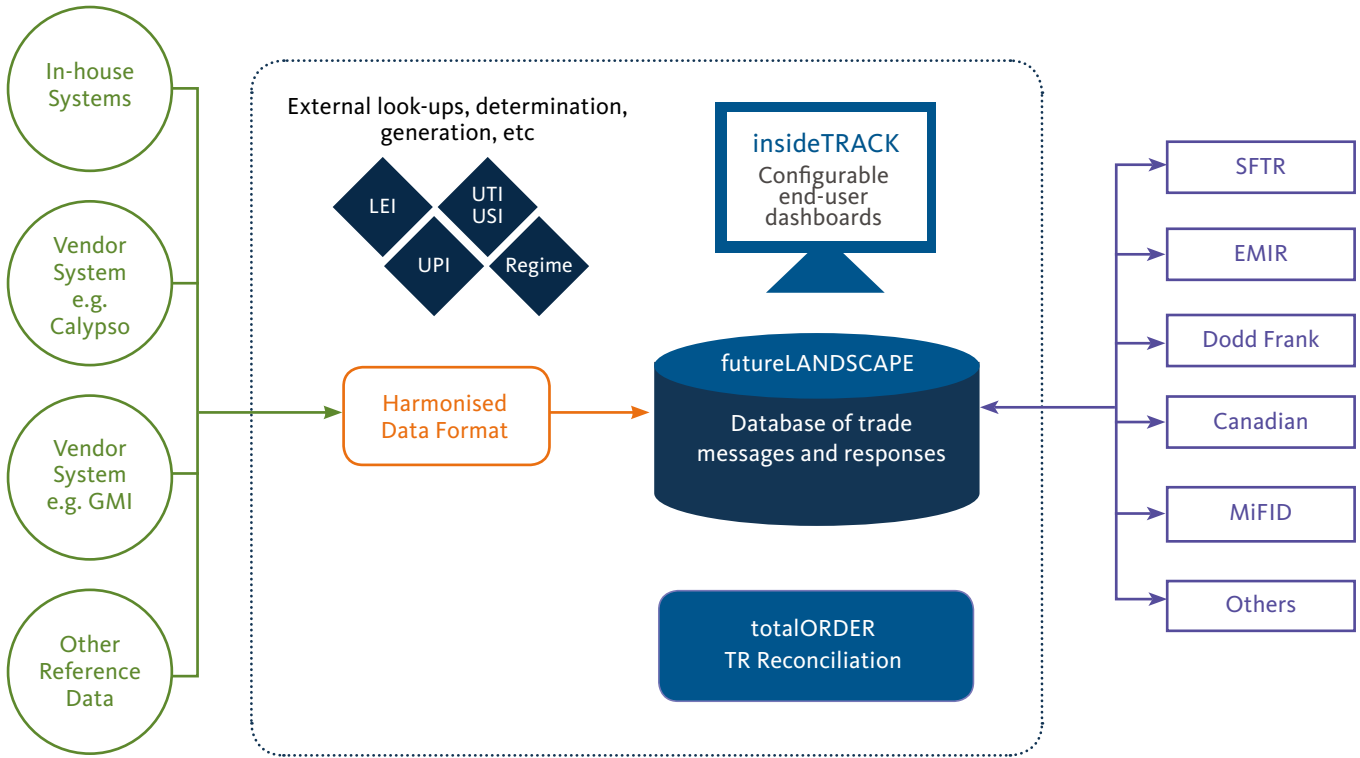 In-house
Systems
Vendor
System
e.g.
Calypso
Vendor
System
e.g. GMI
Other
Reference
Data
External look-ups, determination,
generation, etc
LEI
UTI
USI
UPI
Regime
Harmonised
Data Format
insideTRACK
Configurable
end-user
dashboards
futureLANDSCAPE
Database of trade
messages and responses
totalORDER
TR Reconciliation
SFTR
EMIR
Dodd Frank
Canadian
MiFID
Others